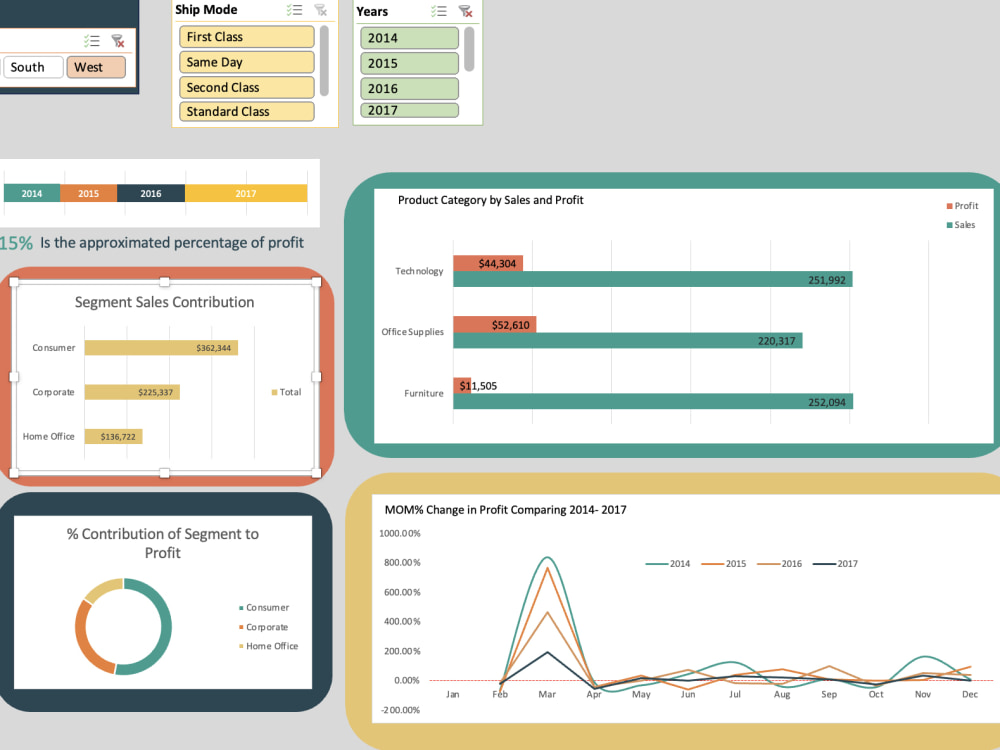 Ship Mode
Years
First Class
Same Day
Second Class
Standard Class
2014
2015
2016
2017
South
West
2014 2015 2016 2017
15% Is the approximated percentage of profit
Segment Sales Contribution
Consumer $362,344
Corporate $225,337
Home Office $136,722
Total
% Contribution of Segment to
Profit
Consumer
Corporate
Home Office
Product Category by Sales and Profit
Profit
Sales
Technology $44,304
251,992
Office Supplies $52,610
220,317
Furniture $11,505
252,094
MOM% Change in Profit Comparing 2014- 2017
2014 2015 2016 2017
1000.00%
800.00%
600.00%
400.00%
200.00%
0.00%
-200.00%
Jan Feb Mar Apr May Jun Jul Aug Sep Oct Nov Dec